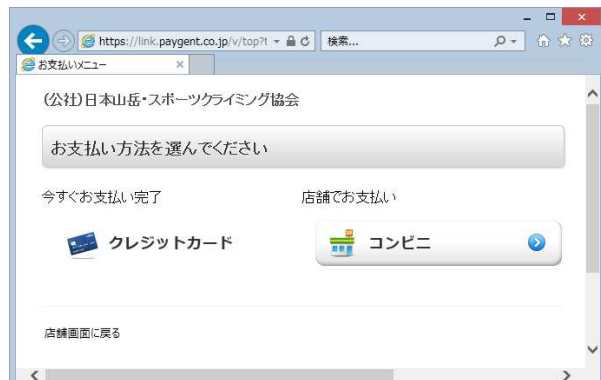 https://link.paygent.co.jp/v/top?t
検索...
お支払いメニュー
(公社)日本山岳・スポーツクライミング協会
お支払い方法を選んでください
今すぐお支払い完了
店舗でお支払い
クレジットカード
コンビニ
店舗画面に戻る